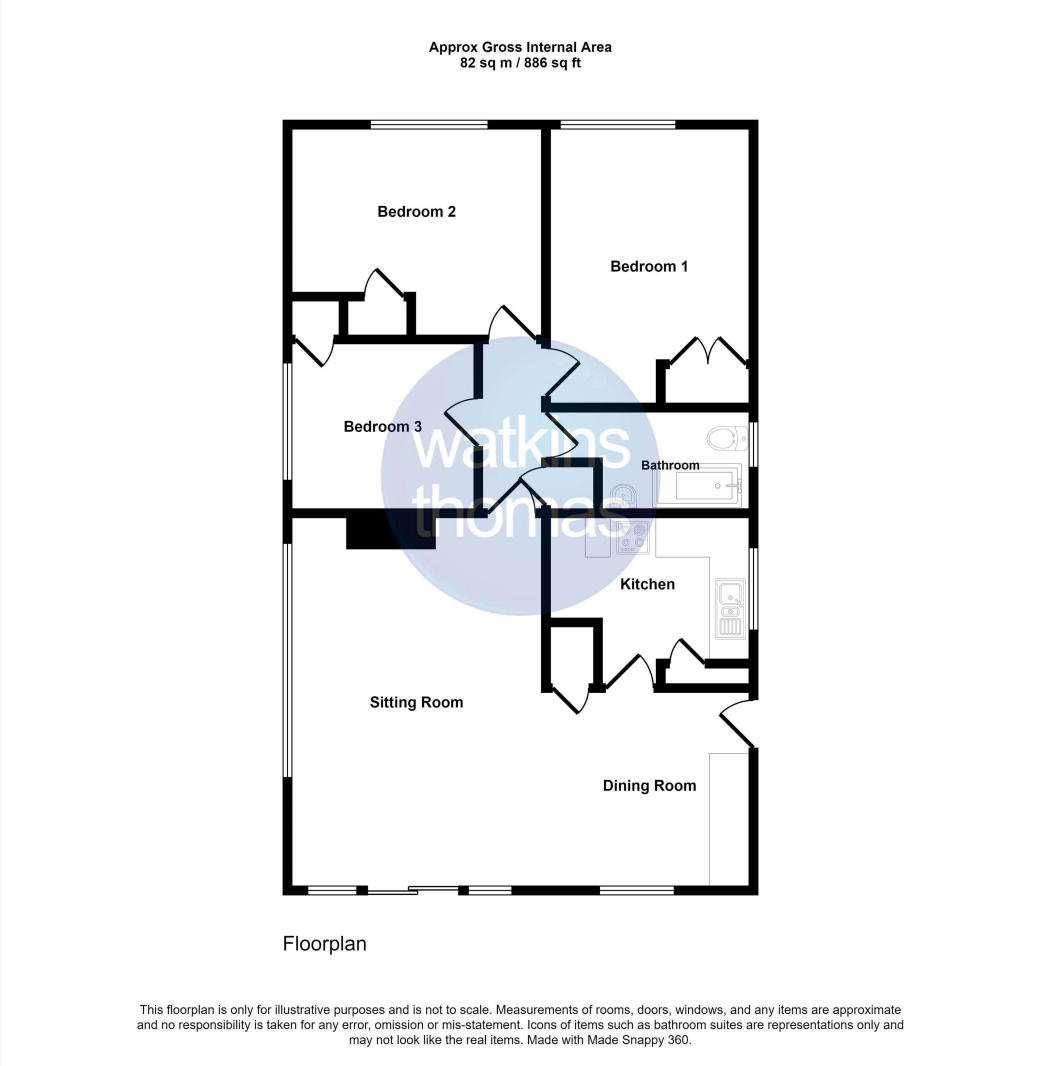 Approx Gross Internal Area
82 sq m / 886 sq ft
Bedroom 2
Bedroom 1
Bedroom 3
watkins
thomas
Bathroom
Kitchen
Sitting Room
Dining Room
Floorplan
This floorplan is only for illustrative purposes and is not to scale. Measurements of rooms, doors, windows, and any items are approximate
and no responsibility is taken for any error, omission or mis-statement. Icons of items such as bathroom suites are representations only and
may not look like the real items. Made with Made Snappy 360.